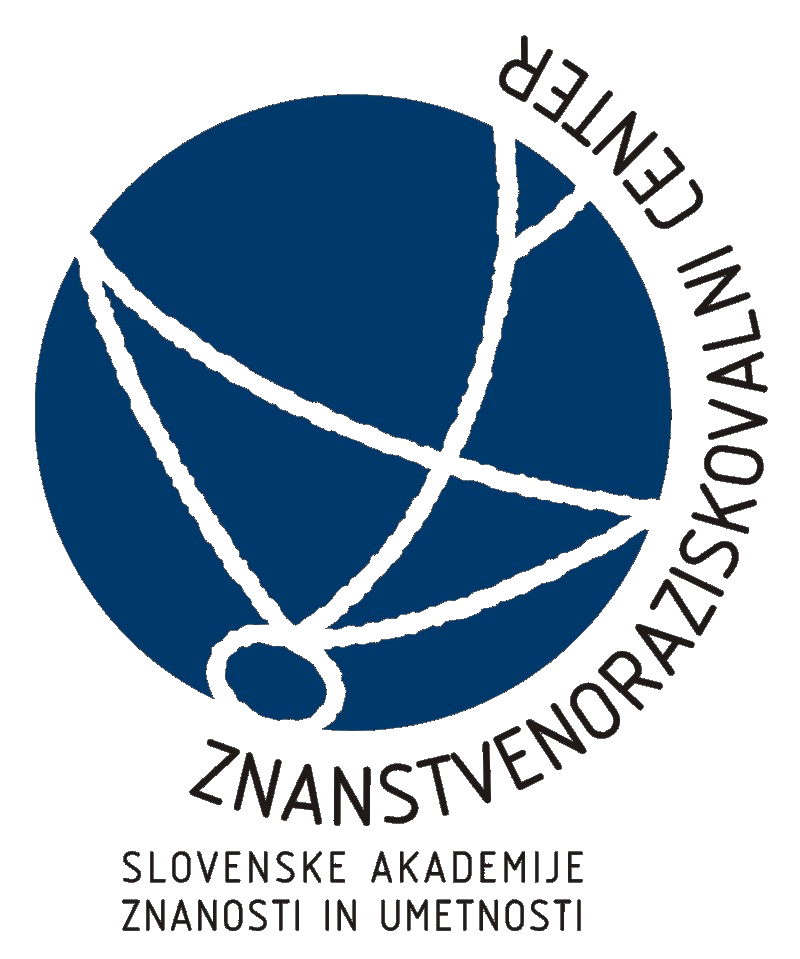 ZNANSTVENORAZISKOVALNI CENTER
SLOVENSKE AKADEMIJE
ZNANOSTI IN UMETNOSTI